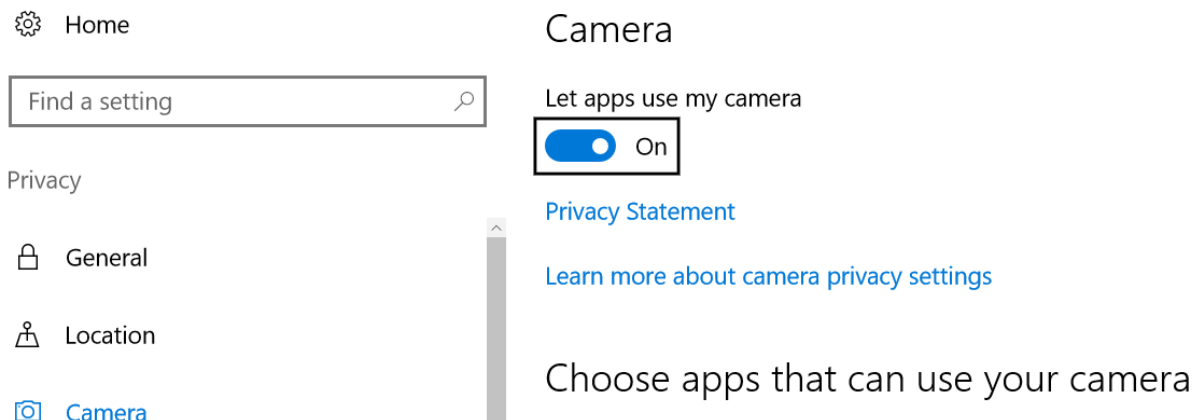 Home
Find a setting
Privacy
General
Location
Camera
Camera
Let apps use my camera
On
Privacy Statement
Learn more about camera privacy settings
Choose apps that can use your camera